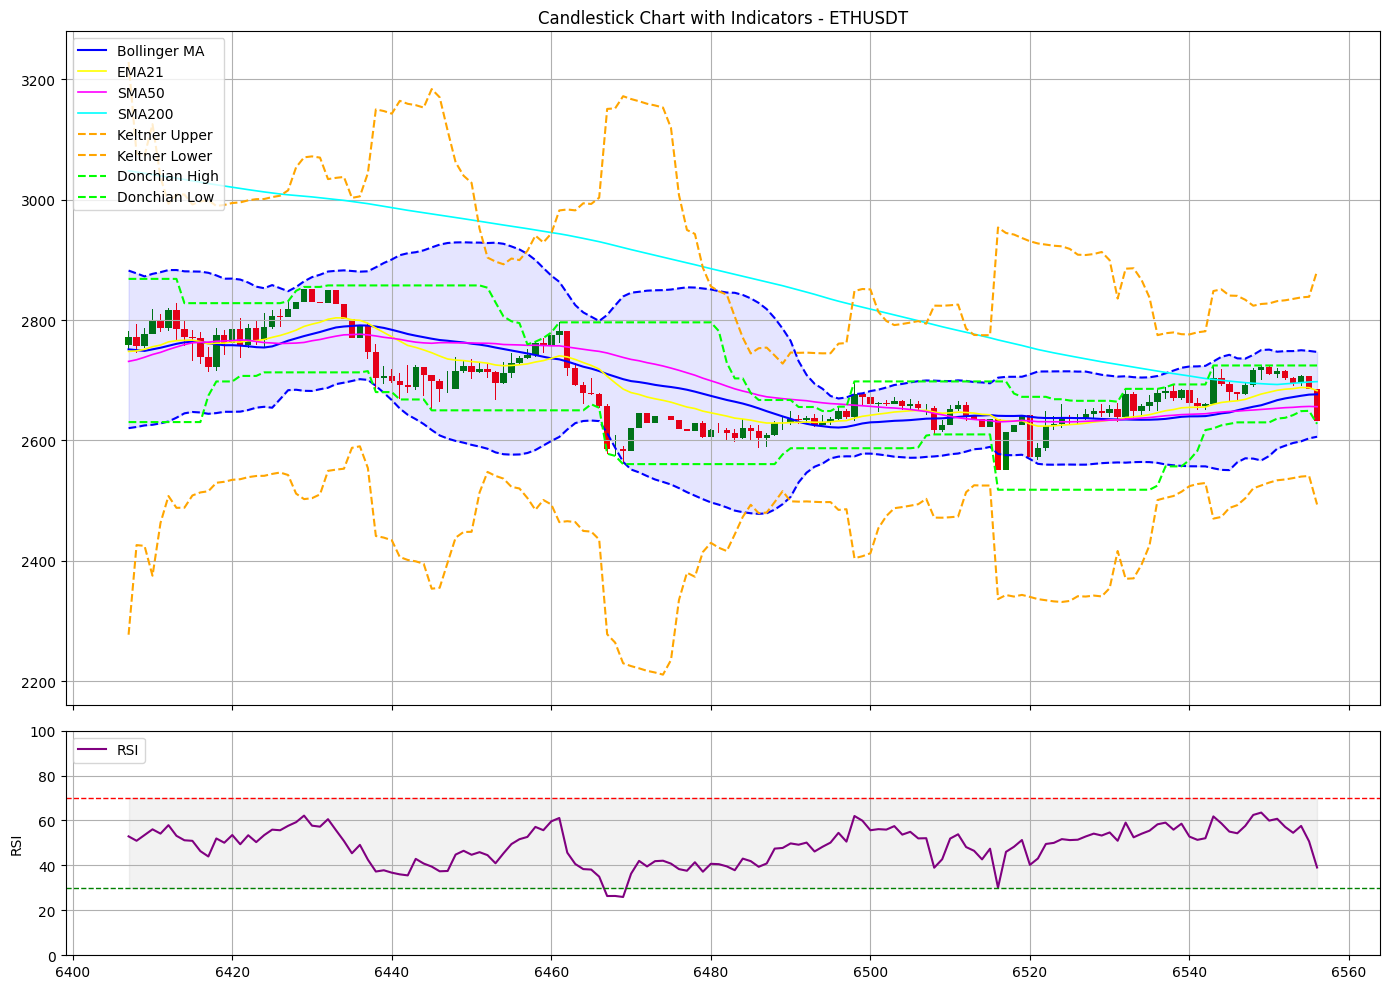 Candlestick Chart with Indicators - ETHUSDT
Bollinger MA
EMA21
SMA50
SMA200
Keltner Upper
Keltner Lower
Donchian High
Donchian Low
3200
3000
2800
2600
2400
2200
RSI
100
80
60
40
20
0
RSI
6400 6420 6440 6460 6480 6500 6520 6540 6560